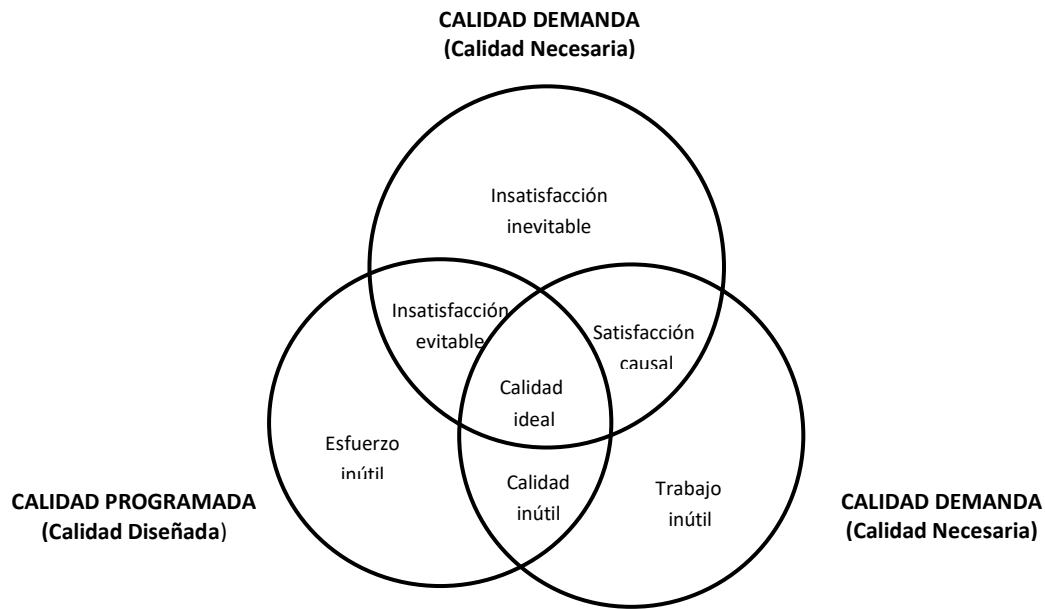 CALIDAD DEMANDA
(Calidad Necesaria)
Insatisfacción
inevitable
Insatisfacción
evitable
Satisfacción
causal
Calidad
ideal
Esfuerzo
inútil
Calidad
inútil
Trabajo
inútil
CALIDAD PROGRAMADA
(Calidad Diseñada)
CALIDAD DEMANDA
(Calidad Necesaria)